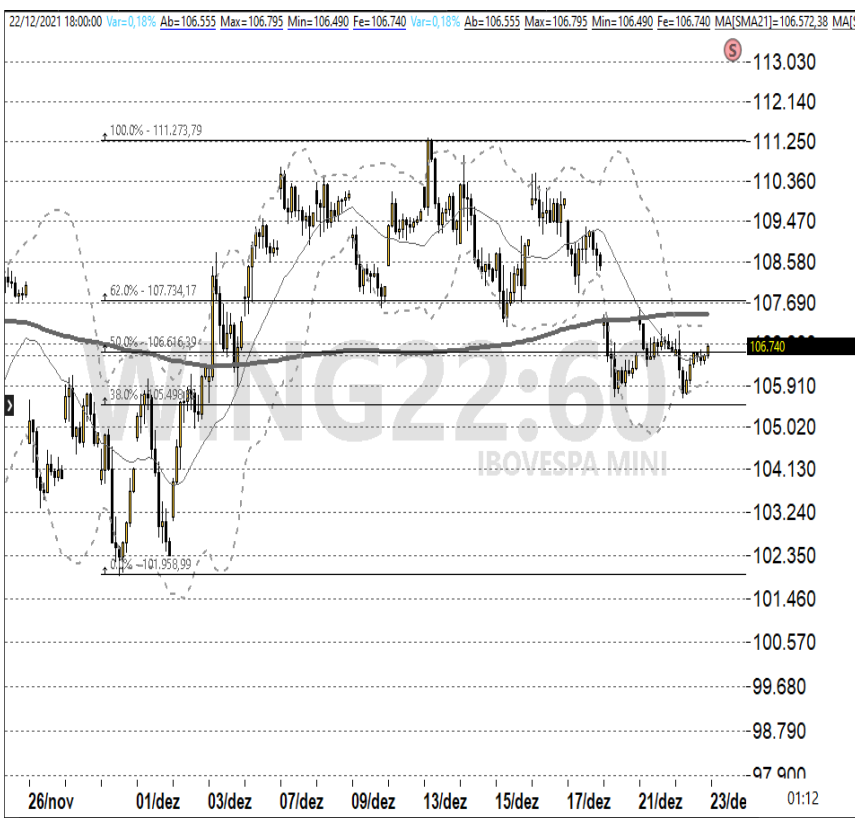 22/12/2021 18:00:00 Var=0,18% Ab=106.555 Max=106.795 Min=106.490 Fe=106.740 Var=0,18% Ab=106.555 Max=106.795 Min=106.490 Fe=106.740 MA[SMA21]=106.572,38
S
113.030
112.140
100.0% - 111.273,79
111.250
110.360
109.470
108.580
62.0% - 107.734,17
107.690
50.0% - 106.616,39
106.740
WING22:60
38.0%
105.910
105.020
IBOVESPA MINI
104.130
103.240
102.350
101.958,99
101.460
100.570
99.680
98.790
97.900
26/nov 01/dez 03/dez 07/dez 09/dez 13/dez 15/dez 17/dez 21/dez 23/de
01:12